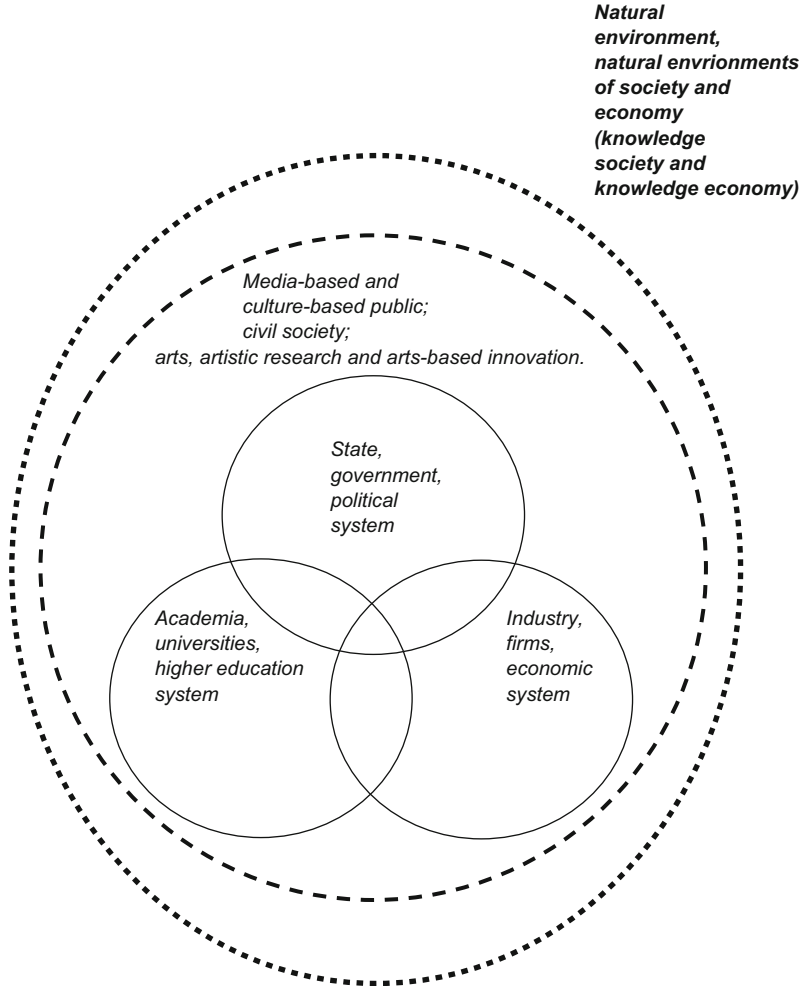 Natural
environment,
natural envrionments
of society and
economy
(knowledge
society and
knowledge economy)
Media-based and
culture-based public;
civil society;
arts, artistic research and arts-based innovation.
State,
government,
political
system
Academia,
universities,
higher education
system
Industry,
firms,
economic
system